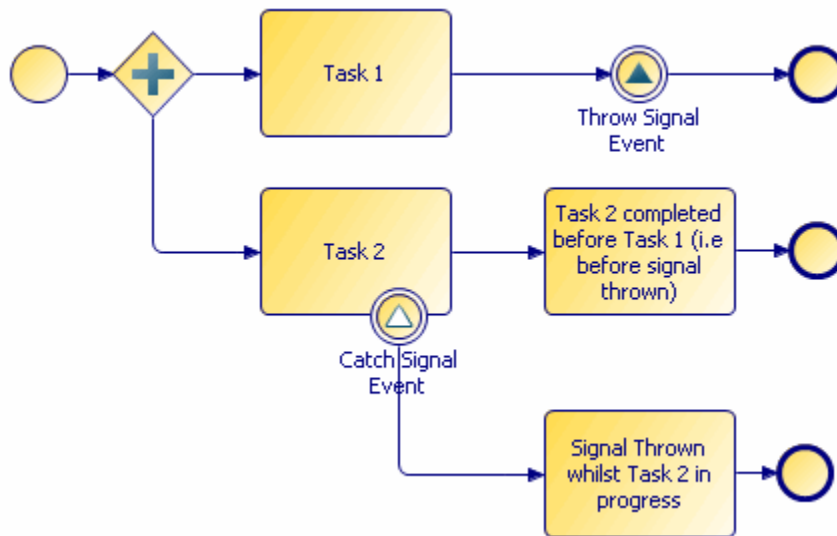 Task 1
Throw Signal
Event
Task 2
Task 2 completed
before Task 1 (i.e
before signal
thrown)
Catch Signal
Event
Signal Thrown
whilst Task 2 in
progress